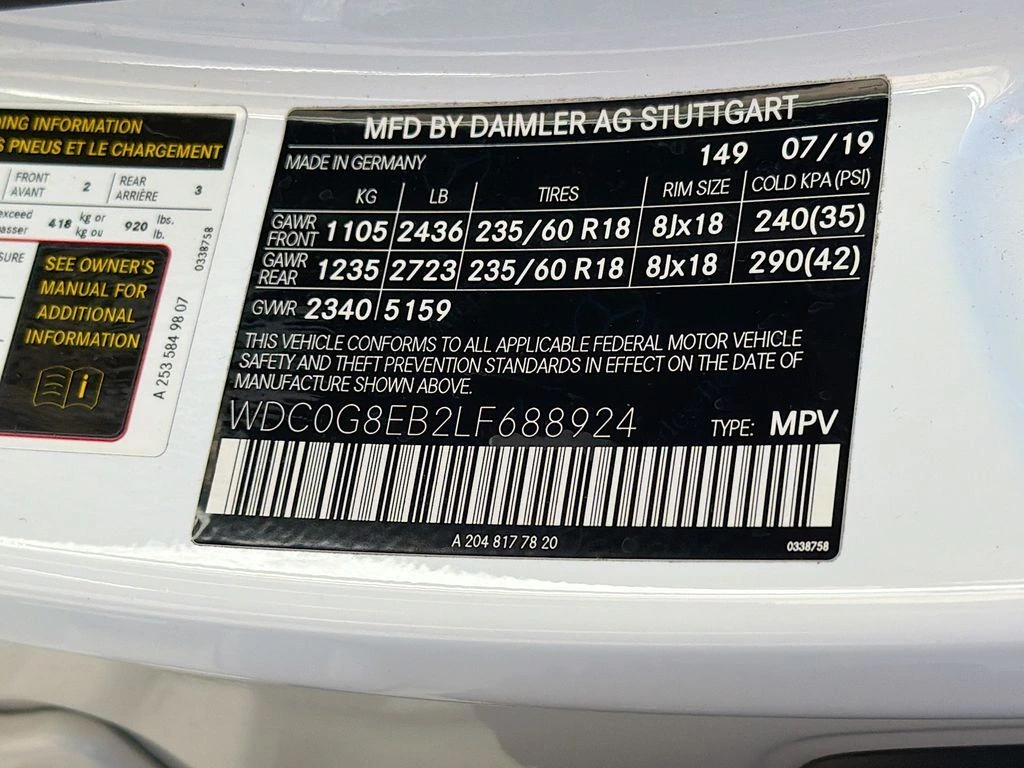 DING INFORMATION
S PNEUS ET LE CHARGEMENT
FRONT AVANT 2 REAR ARRIÈRE 3
exceed
passer 418 kg or kg ou 920 lbs. lb.
SURE
SEE OWNER'S
MANUAL FOR
ADDITIONAL
INFORMATION
i
0338758
A 253 584 98 07
MFD BY DAIMLER AG STUTTGART
MADE IN GERMANY 149 07/19
KG LB TIRES RIM SIZE COLD KPA (PSI)
GAWR FRONT 1105 2436 235/60 R18 8Jx18 240(35)
GAWR REAR 1235 2723 235/60 R18 8Jx18 290(42)
GVWR 2340 5159
THIS VEHICLE CONFORMS TO ALL APPLICABLE FEDERAL MOTOR VEHICLE
SAFETY AND THEFT PREVENTION STANDARDS IN EFFECT ON THE DATE OF
MANUFACTURE SHOWN ABOVE.
WDC0G8EB2LF688924 TYPE: MPV
A 204 817 78 20 0338758